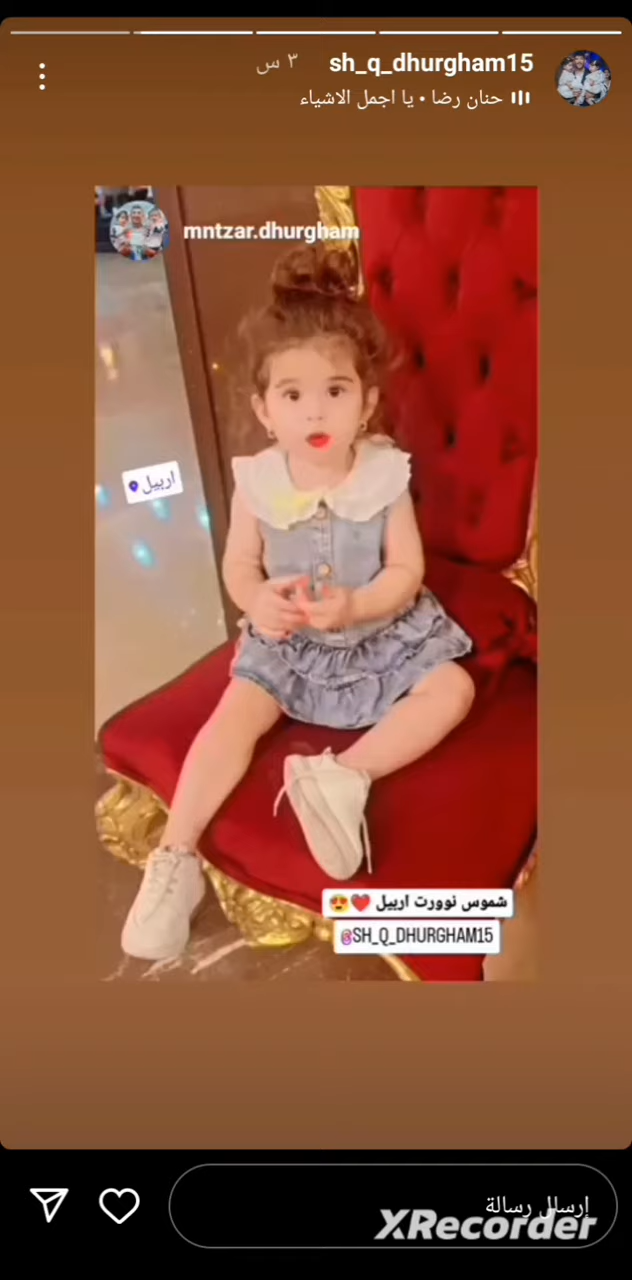 sh_q_dhurgham15 ٣ س
حنان رضا • يا اجمل الاشياء
mntzar.dhurgham
اربيل
شموس نوورت اربيل ❤️😍
@SH_Q_DHURGHAM15
إرسال رسالة
XRecorder